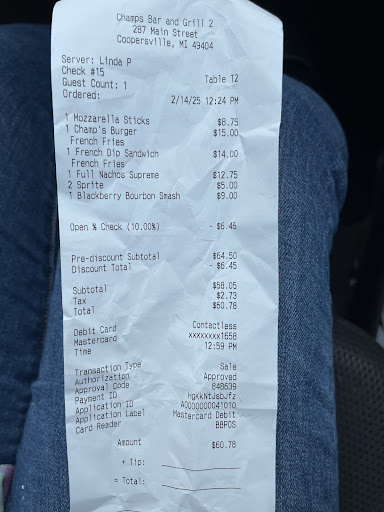 Champs Bar and Grill 2
287 Main Street
Coopersville, MI 49404
Server: Linda P
Check #15 Table T2
Guest Count: 1
Ordered: 2/14/25 12:24 PM
1 Mozzarella Sticks $8.75
1 Champ's Burger $15.00
French Fries
1 French Dip Sandwich $14.00
French Fries
1 Full Nachos Supreme $12.75
2 Sprite $5.00
1 Blackberry Bourbon Smash $9.00
Open % Check (10.00%) - $6.45
Pre-discount Subtotal $64.50
Discount Total - $6.45
Subtotal $58.05
Tax $2.73
Total $60.78
Debit Card Contactless
Mastercard xxxxxxxx1658
Time 12:59 PM
Transaction Type Sale
Authorization Approved
Approval Code 848639
Payment ID HgkkNtJsbJfz
Application ID A0000000041010
Application Label Mastercard Debit
Card Reader BBPOS
Amount $60.78
+ Tip: 
= Total: